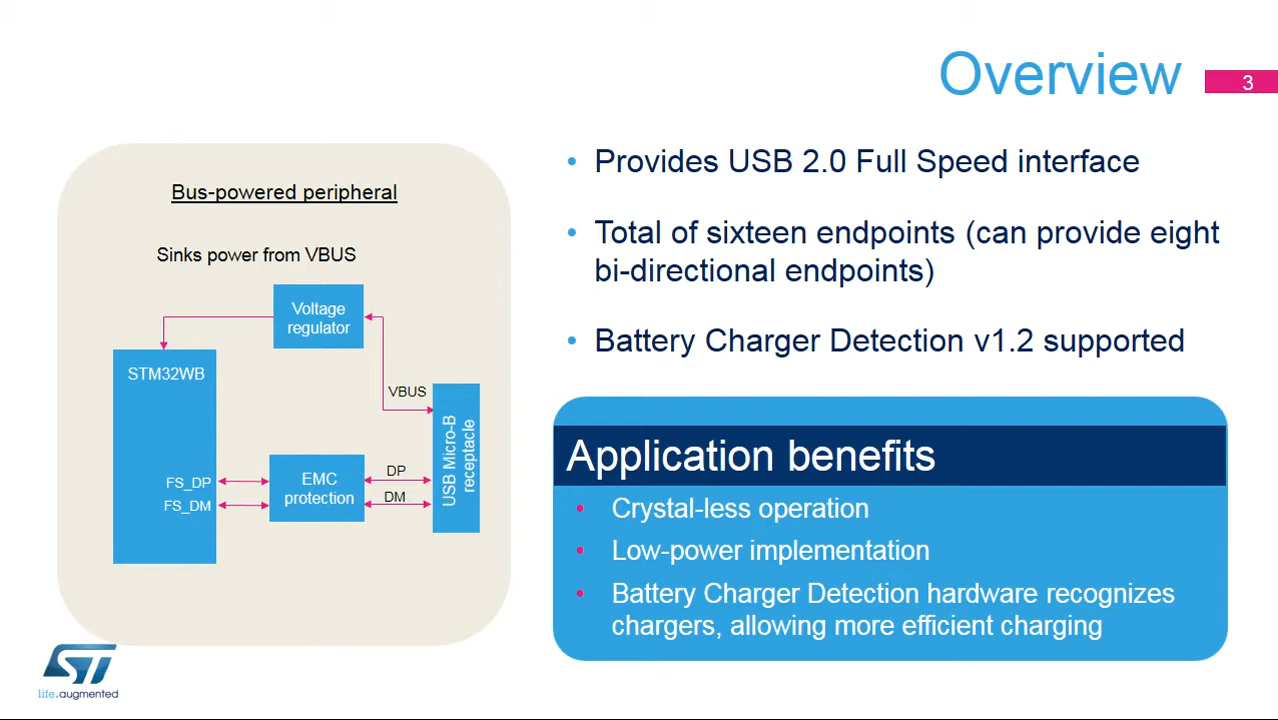 Overview
3
Bus-powered peripheral
Sinks power from VBUS
Voltage
regulator
STM32WB
VBUS
USB Micro-B
receptacle
FS_DP
FS_DM
EMC
protection
DP
DM
• Provides USB 2.0 Full Speed interface
• Total of sixteen endpoints (can provide eight
bi-directional endpoints)
• Battery Charger Detection v1.2 supported
Application benefits
• Crystal-less operation
• Low-power implementation
• Battery Charger Detection hardware recognizes
chargers, allowing more efficient charging
ST
life.augmented